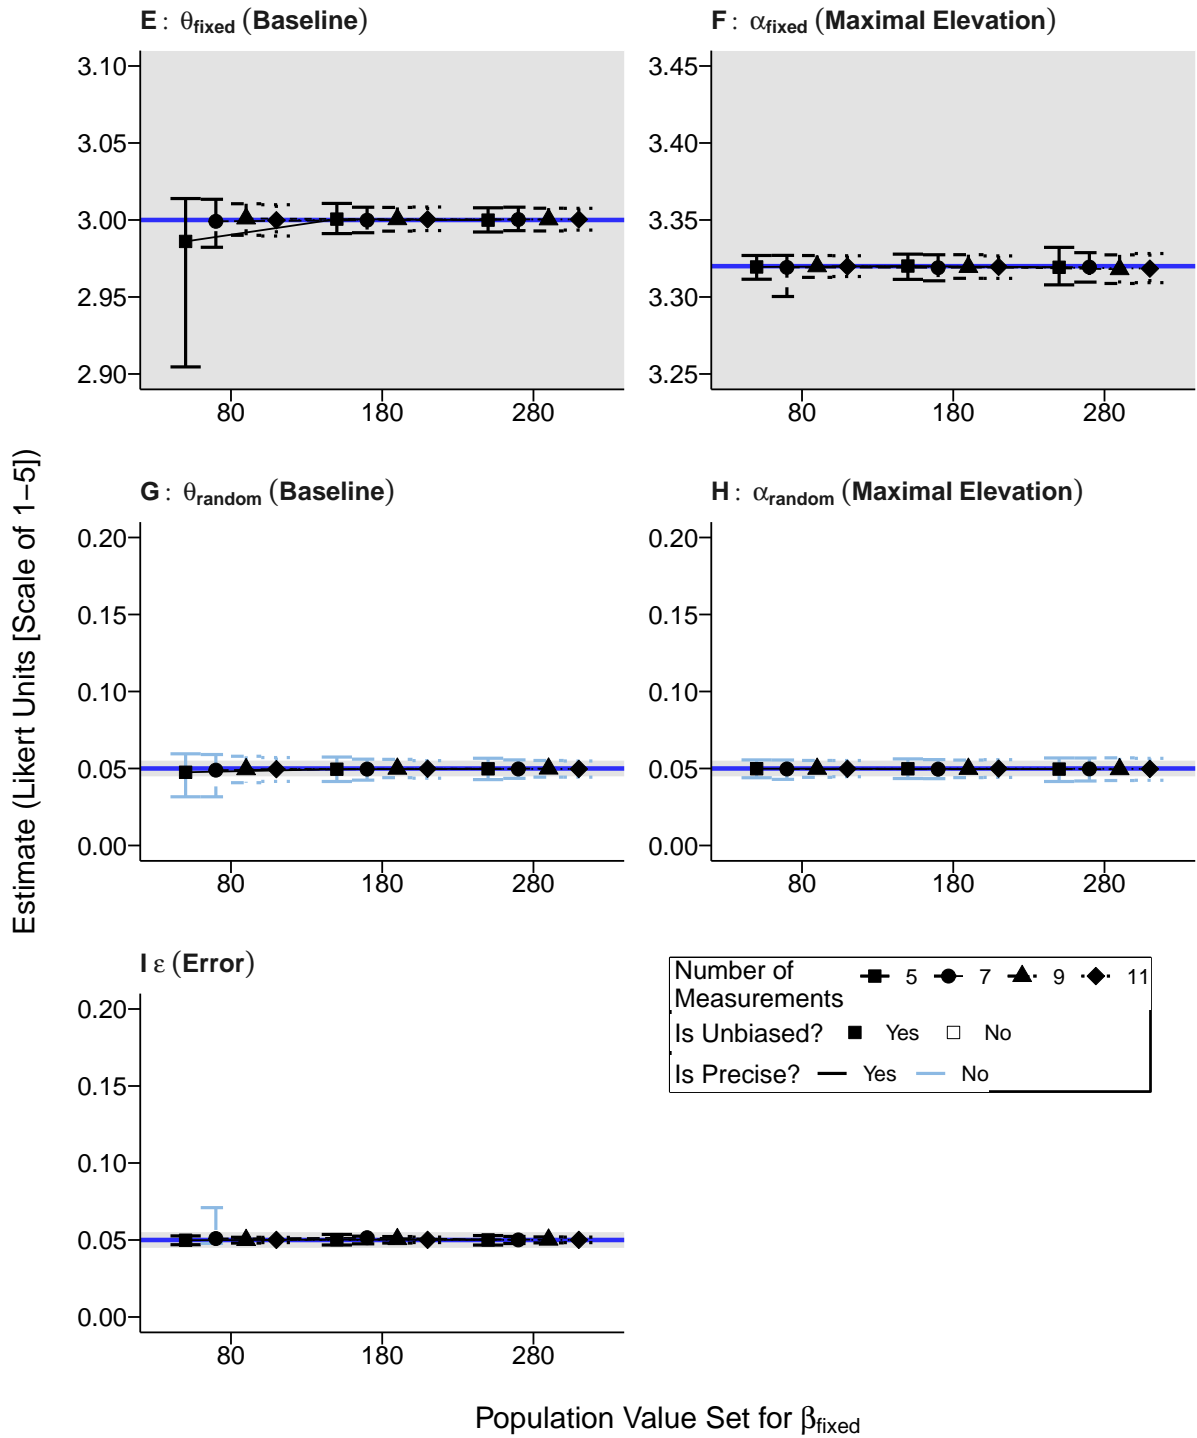 E : θfixed (Baseline)
3.10
3.05
3.00
2.95
2.90
80 180 280
F : αfixed (Maximal Elevation)
3.45
3.40
3.35
3.30
3.25
80 180 280
Estimate (Likert Units [Scale of 1−5])
G : θrandom (Baseline)
0.20
0.15
0.10
0.05
0.00
80 180 280
H : αrandom (Maximal Elevation)
0.20
0.15
0.10
0.05
0.00
80 180 280
I ε (Error)
0.20
0.15
0.10
0.05
0.00
80 180 280
Number of
Measurements 5 7 9 11
Is Unbiased? Yes No
Is Precise? Yes No
Population Value Set for βfixed